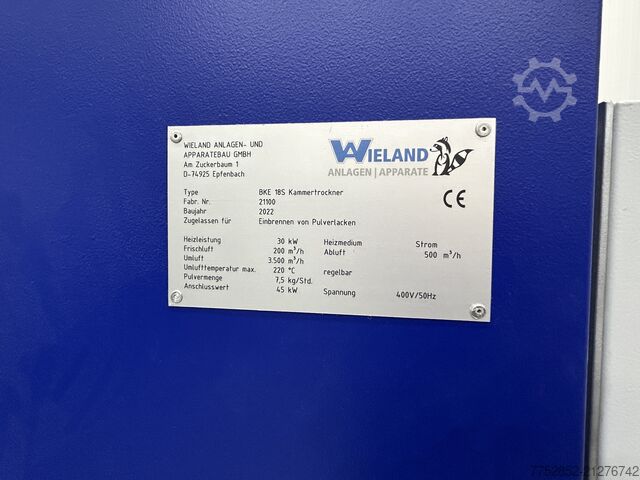 WIELAND ANLAGEN- UND
APPARATEBAU GMBH
Am Zuckerbaum 1
D-74925 Epfenbach
WIELAND
ANLAGEN | APPARATE
Type BKE 18S Kammertrockner
Fabr. Nr. 21100
Baujahr 2022
Zugelassen für Einbrennen von Pulverlacken
CE
Heizleistung 30 kW Heizmedium Strom
Frischluft 200 m³/h Abluft 500 m³/h
Umluft 3.500 m³/h
Umlufttemperatur max. 220 °C regelbar
Pulvermenge 7,5 kg/Std.
Anschlusswert 45 kW Spannung 400V/50Hz
7752852-21276742